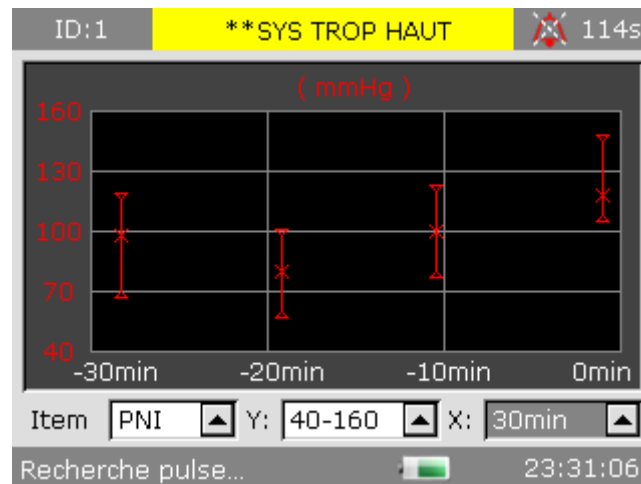 ID:1 **SYS TROP HAUT 114s
( mmHg )
160
130
100
70
40
-30min -20min -10min 0min
Item PNI Y: 40-160 X: 30min
Recherche pulse... 23:31:06